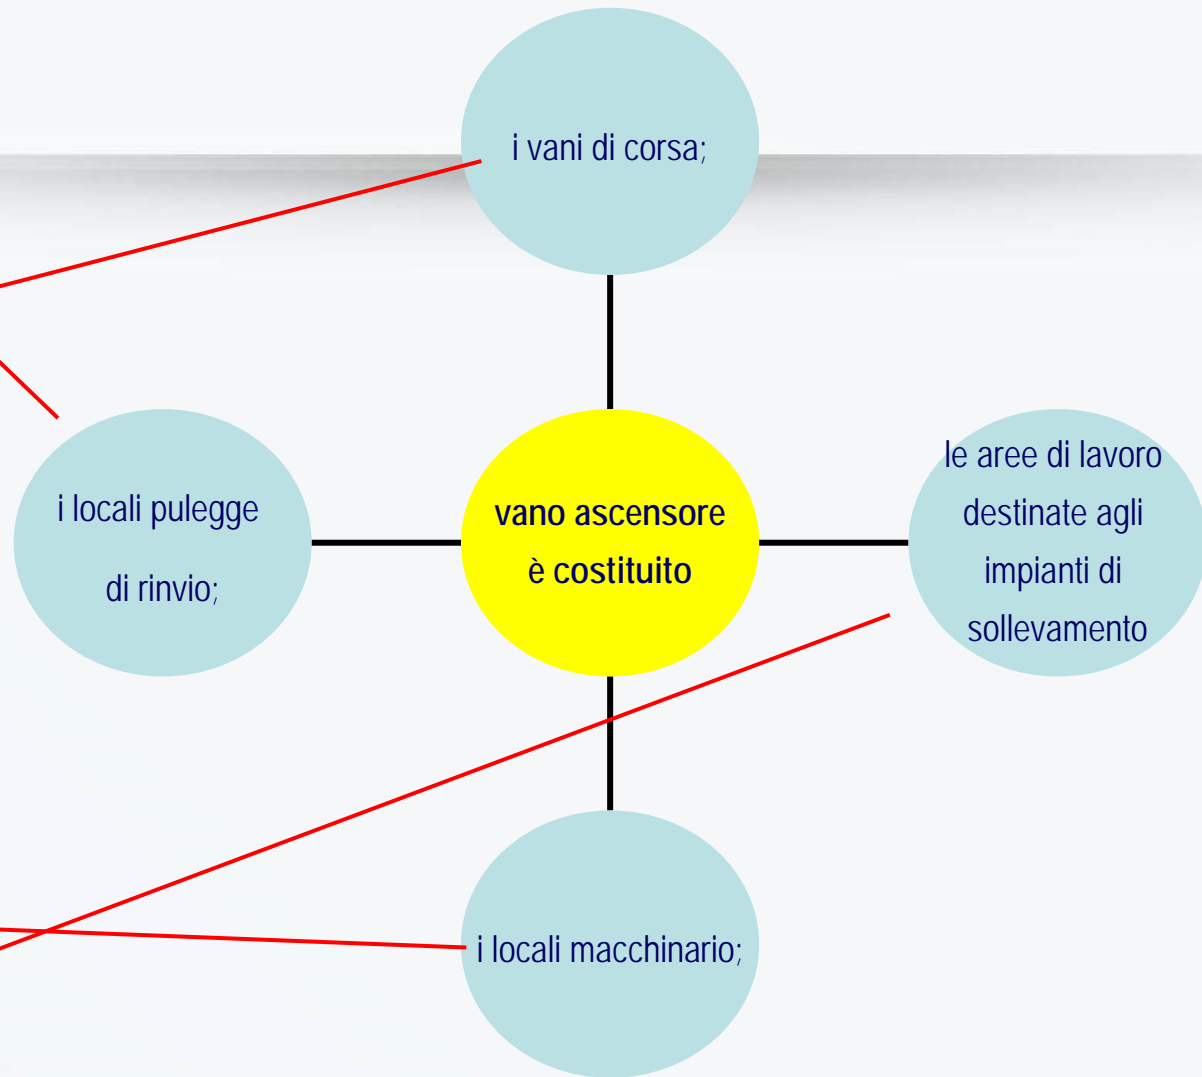 i vani di corsa;
i locali pulegge
di rinvio;
vano ascensore
è costituito
le aree di lavoro
destinate agli
impianti di
sollevamento
i locali macchinario;